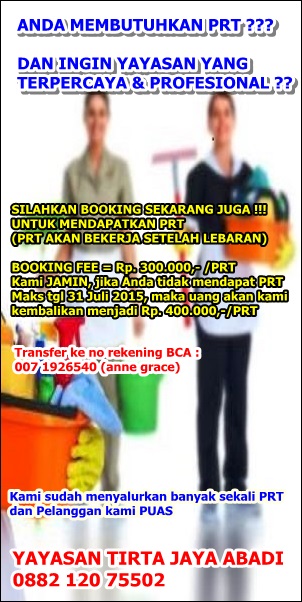 ANDA MEMBUTUHKAN PRT ???
DAN INGIN YAYASAN YANG
TERPERCAYA & PROFESIONAL ??
SILAHKAN BOOKING SEKARANG JUGA !!!
UNTUK MENDAPATKAN PRT
(PRT AKAN BEKERJA SETELAH LEBARAN)
BOOKING FEE = Rp. 300.000,- /PRT
Kami JAMIN, jika Anda tidak mendapat PRT
Maks tgl 31 Juli 2015, maka uang akan kami
kembalikan menjadi Rp. 400.000,-/PRT
Transfer ke no rekening BCA :
007 1926540 (anne grace)
Kami sudah menyalurkan banyak sekali PRT
dan Pelanggan kami PUAS
YAYASAN TIRTA JAYA ABADI
0882 120 75502